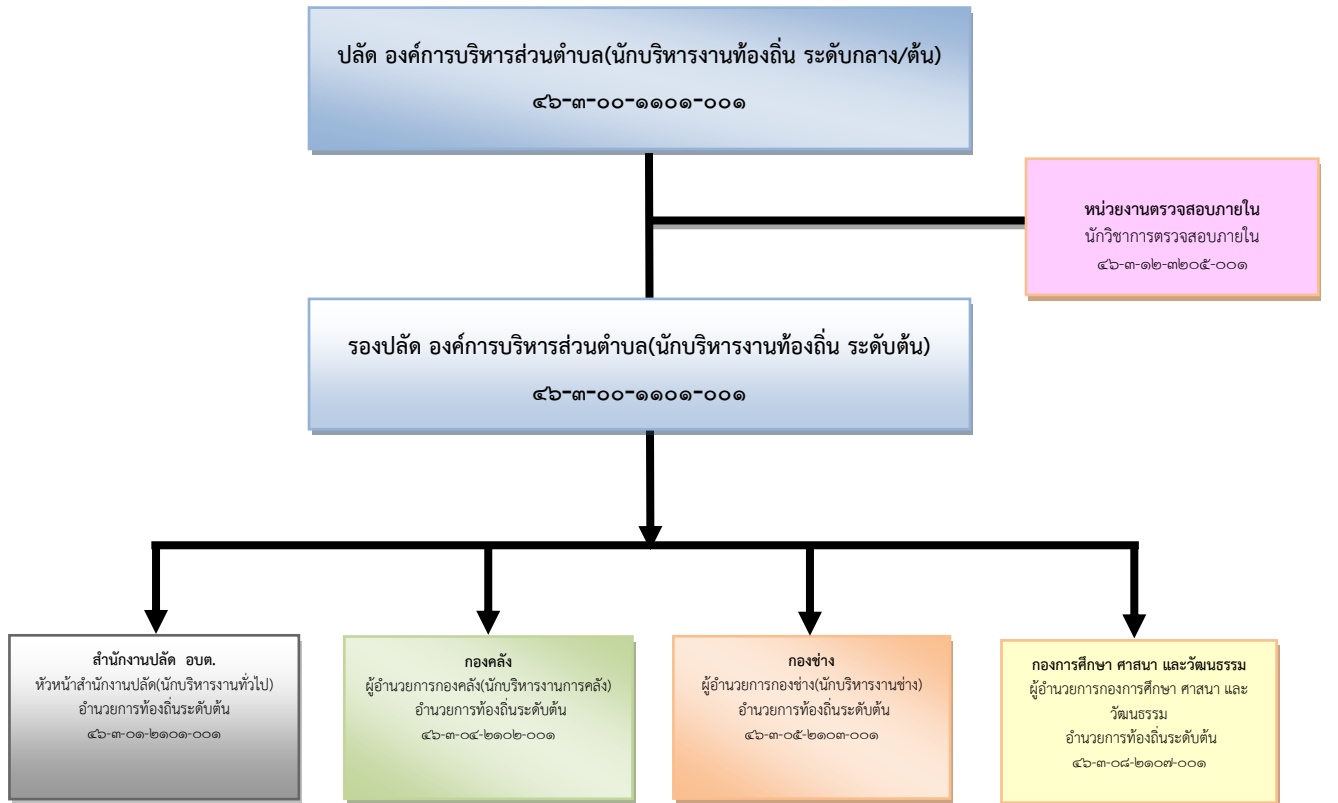 ปลัด องค์การบริหารส่วนตำบล(นักบริหารงานท้องถิ่น ระดับกลาง/ต้น)
๔๖-๓-๐๐-๑๑๐๑-๐๐๑
หน่วยงานตรวจสอบภายใน
นักวิชาการตรวจสอบภายใน
๔๖-๓-๑๒-๓๒๐๕-๐๐๑
รองปลัด องค์การบริหารส่วนตำบล(นักบริหารงานท้องถิ่น ระดับต้น)
๔๖-๓-๐๐-๑๑๐๑-๐๐๑
สำนักงานปลัด อบต.
หัวหน้าสำนักงานปลัด(นักบริหารงานทั่วไป)
อำนวยการท้องถิ่นระดับต้น
๔๖-๓-๐๑-๒๑๐๑-๐๐๑
กองคลัง
ผู้อำนวยการกองคลัง(นักบริหารงานการคลัง)
อำนวยการท้องถิ่นระดับต้น
๔๖-๓-๐๔-๒๑๐๒-๐๐๑
กองช่าง
ผู้อำนวยการกองช่าง(นักบริหารงานช่าง)
อำนวยการท้องถิ่นระดับต้น
๔๖-๓-๐๕-๒๑๐๓-๐๐๑
กองการศึกษา ศาสนา และวัฒนธรรม
ผู้อำนวยการกองการศึกษา ศาสนา และ
วัฒนธรรม
อำนวยการท้องถิ่นระดับต้น
๔๖-๓-๐๘-๒๑๐๗-๐๐๑